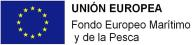 UNIÓN EUROPEA
Fondo Europeo Marítimo
y de la Pesca